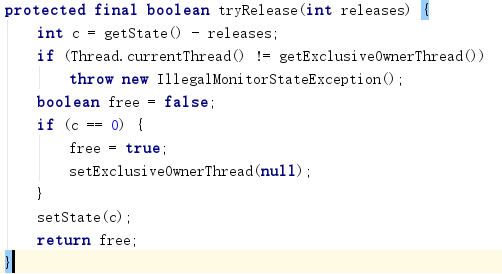 protected final boolean tryRelease(int releases) {
    int c = getState() - releases;
    if (Thread.currentThread() != getExclusiveOwnerThread())
        throw new IllegalMonitorStateException();
    boolean free = false;
    if (c == 0) {
        free = true;
        setExclusiveOwnerThread(null);
    }
    setState(c);
    return free;
}